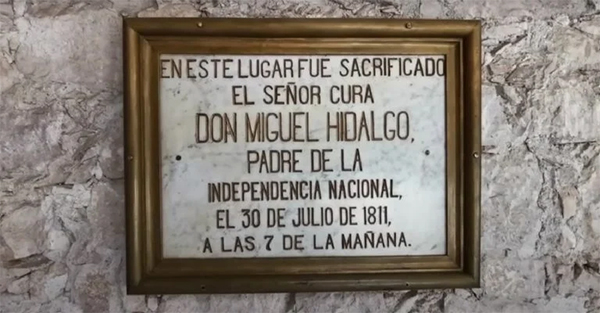 EN ESTE LUGAR FUE SACRIFICADO
EL SEÑOR CURA
DON MIGUEL HIDALGO,
PADRE DE LA
INDEPENDENCIA NACIONAL,
EL 30 DE JULIO DE 1811,
A LAS 7 DE LA MAÑANA.